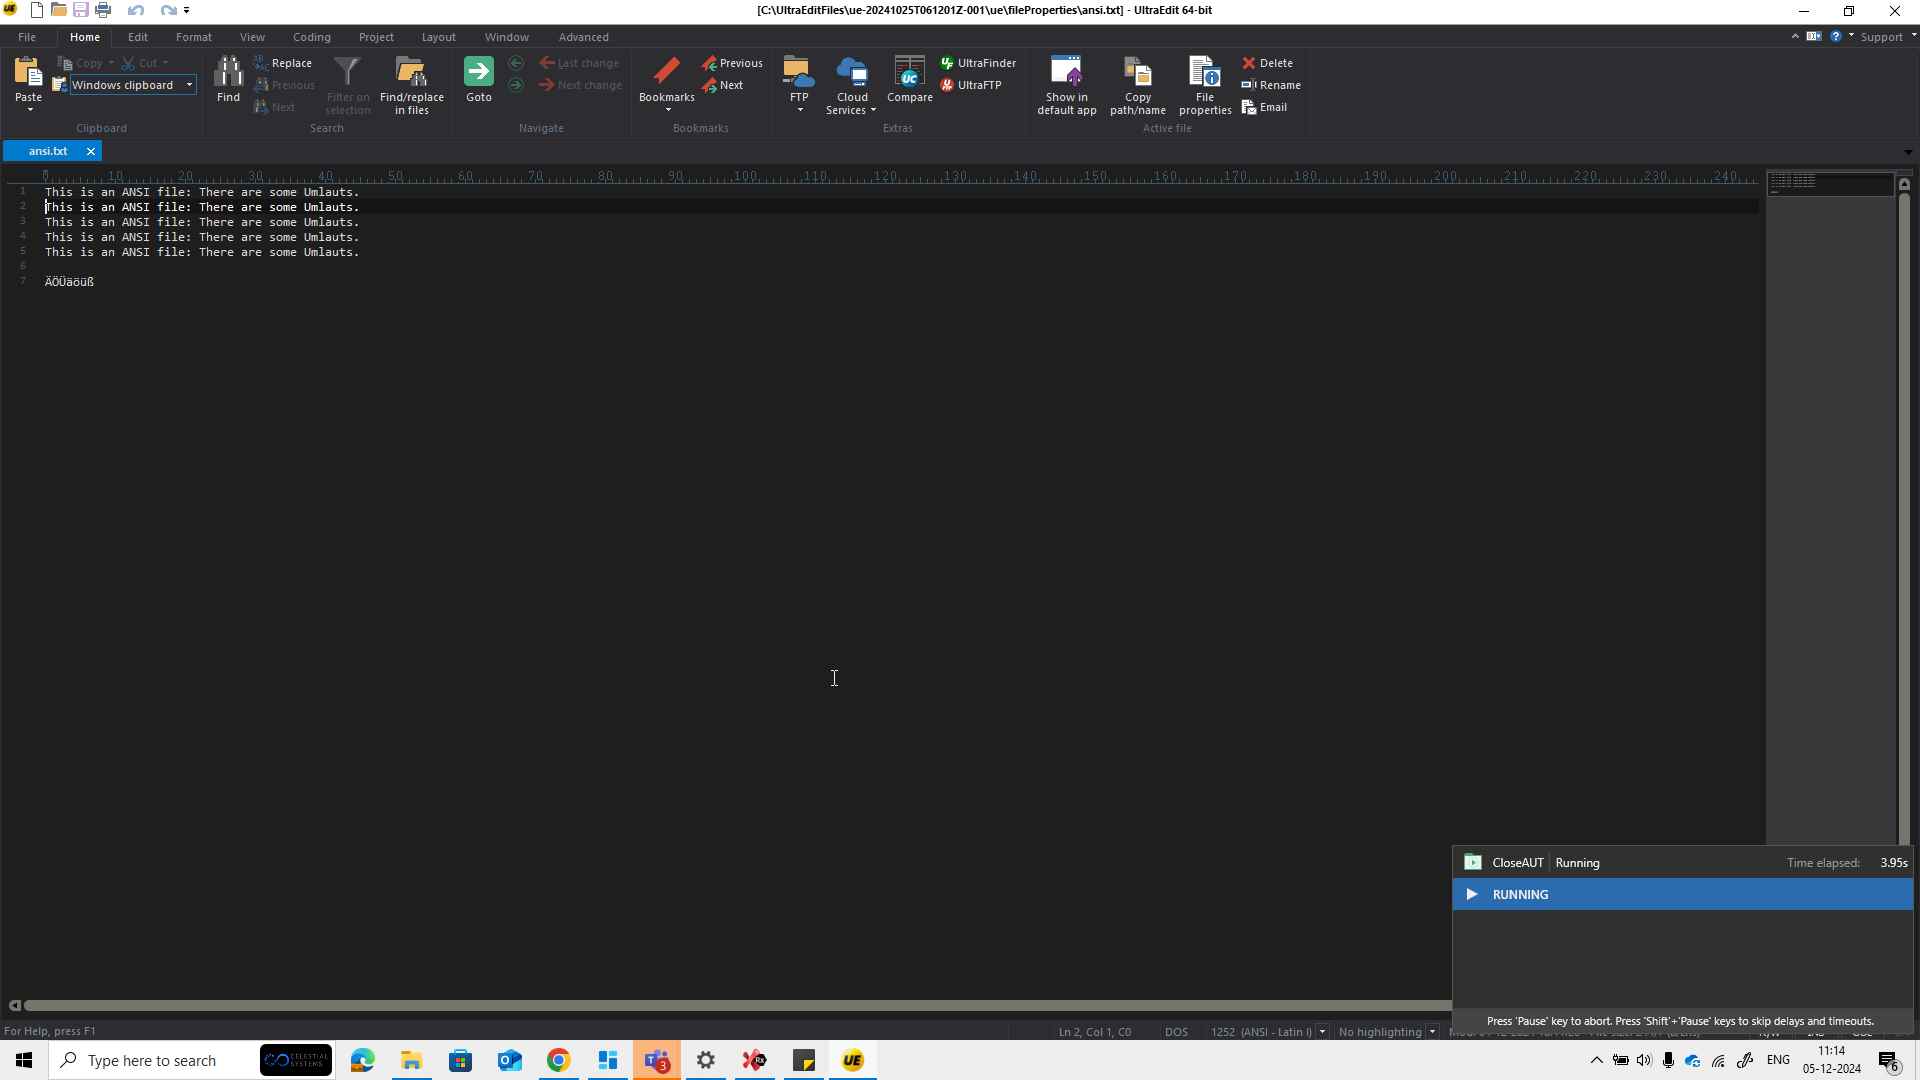 [C:\UltraEditFiles\ue-20241025T061201Z-001\ue\fileProperties\ansi.txt] - UltraEdit 64-bit
File Home Edit Format View Coding Project Layout Window Advanced Support
Paste Copy Cut Windows clipboard
Clipboard
Find Replace Previous Next Filter on selection Find/replace in files
Search
Goto Last change Next change
Navigate
Bookmarks Previous Next
Bookmarks
FTP Cloud Services Compare UltraFinder UltraFTP
Extras
Show in default app Copy path/name File properties Delete Rename Email
Active file
ansi.txt
0 10 20 30 40 50 60 70 80 90 100 110 120 130 140 150 160 170 180 190 200 210 220 230 240
1 This is an ANSI file: There are some Umlauts.
2 This is an ANSI file: There are some Umlauts.
3 This is an ANSI file: There are some Umlauts.
4 This is an ANSI file: There are some Umlauts.
5 This is an ANSI file: There are some Umlauts.
6
7 ÄÖÜäöüß
CloseAUT Running Time elapsed: 3.95s
RUNNING
Press 'Pause' key to abort. Press 'Shift'+'Pause' keys to skip delays and timeouts.
For Help, press F1 Ln 2, Col 1, C0 DOS 1252 (ANSI - Latin I) No highlighting
Type here to search CELESTIAL SYSTEMS 3 Rx UE ENG 11:14
05-12-2024 6